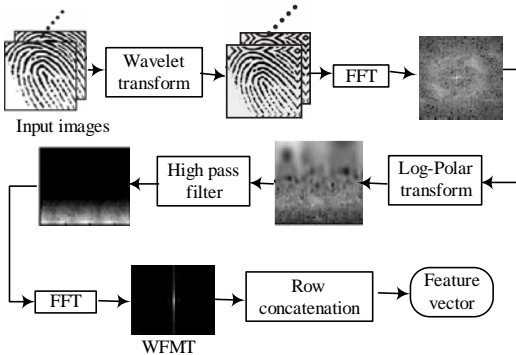 Wavelet
transform
FFT
Input images
High pass
filter
Log-Polar
transform
FFT
WFMT
Row
concatenation
Feature
vector